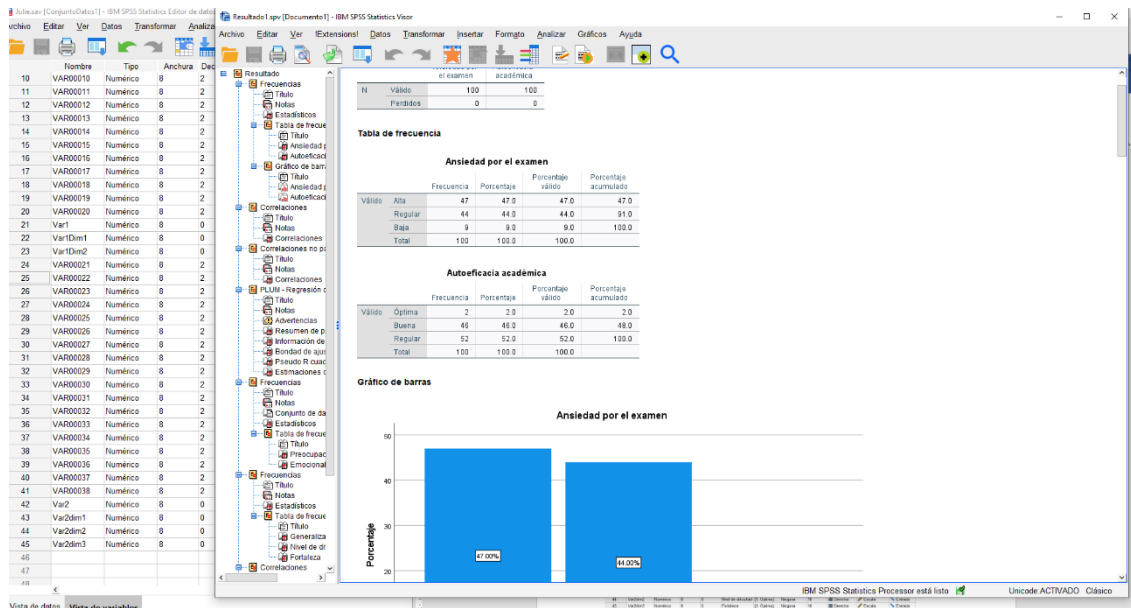 Julie.sav [ConjuntoDatos1] - IBM SPSS Statistics Editor de datos
Archivo Editar Ver Datos Transformar Analizar
Nombre Tipo Anchura Dec
10 VAR00010 Numérico 8 2
11 VAR00011 Numérico 8 2
12 VAR00012 Numérico 8 2
13 VAR00013 Numérico 8 2
14 VAR00014 Numérico 8 2
15 VAR00015 Numérico 8 2
16 VAR00016 Numérico 8 2
17 VAR00017 Numérico 8 2
18 VAR00018 Numérico 8 2
19 VAR00019 Numérico 8 2
20 VAR00020 Numérico 8 2
21 Var1 Numérico 8 0
22 Var1Dim1 Numérico 8 0
23 Var1Dim2 Numérico 8 0
24 VAR00021 Numérico 8 2
25 VAR00022 Numérico 8 2
26 VAR00023 Numérico 8 2
27 VAR00024 Numérico 8 2
28 VAR00025 Numérico 8 2
29 VAR00026 Numérico 8 2
30 VAR00027 Numérico 8 2
31 VAR00028 Numérico 8 2
32 VAR00029 Numérico 8 2
33 VAR00030 Numérico 8 2
34 VAR00031 Numérico 8 2
35 VAR00032 Numérico 8 2
36 VAR00033 Numérico 8 2
37 VAR00034 Numérico 8 2
38 VAR00035 Numérico 8 2
39 VAR00036 Numérico 8 2
40 VAR00037 Numérico 8 2
41 VAR00038 Numérico 8 2
42 Var2 Numérico 8 0
43 Var2dim1 Numérico 8 0
44 Var2dim2 Numérico 8 0
45 Var2dim3 Numérico 8 0
46
47
48
Vista de datos Vista de variables
Resultado1.spv [Documento1] - IBM SPSS Statistics Visor
Archivo Editar Ver !Extensions! Datos Transformar Insertar Formato Analizar Gráficos Ayuda
Resultado
Frecuencias
Título
Notas
Estadísticos
Tabla de frecue
Título
Ansiedad p
Autoeficaci
Gráfico de barra
Título
Ansiedad p
Autoeficaci
Correlaciones
Título
Notas
Correlaciones
Correlaciones no pa
Título
Notas
Correlaciones
PLUM - Regresión o
Título
Notas
Advertencias
Resumen de p
Información de
Bondad de ajus
Pseudo R cuad
Estimaciones d
Frecuencias
Título
Notas
Conjunto de da
Estadísticos
Tabla de frecue
Título
Preocupac
Emocional
Frecuencias
Título
Notas
Estadísticos
Tabla de frecue
Título
Generaliza
Nivel de di
Fortaleza
Correlaciones
el examen académica
N Válido 100 100
Perdidos 0 0
Tabla de frecuencia
Ansiedad por el examen
Frecuencia Porcentaje Porcentaje válido Porcentaje acumulado
Válido Alta 47 47.0 47.0 47.0
Regular 44 44.0 44.0 91.0
Baja 9 9.0 9.0 100.0
Total 100 100.0 100.0
Autoeficacia académica
Frecuencia Porcentaje Porcentaje válido Porcentaje acumulado
Válido Óptima 2 2.0 2.0 2.0
Buena 46 46.0 46.0 48.0
Regular 52 52.0 52.0 100.0
Total 100 100.0 100.0
Gráfico de barras
Ansiedad por el examen
Porcentaje
50
40
30
20
47.00%
44.00%
IBM SPSS Statistics Processor está listo Unicode:ACTIVADO Clásico